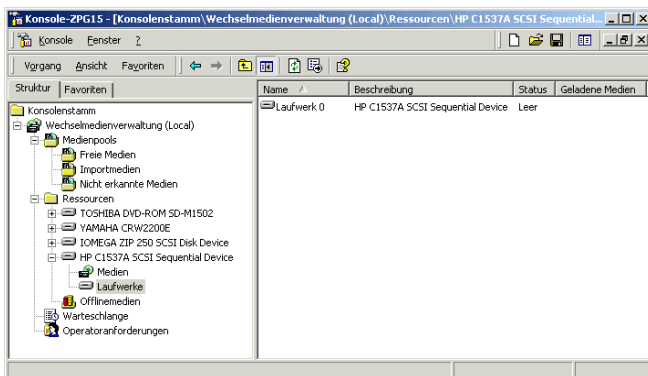 Konsole-ZPG15 - [Konsolenstamm\Wechselmedienverwaltung (Local)\Ressourcen\HP C1537A SCSI Sequential...
Konsole Fenster ?
Vorgang Ansicht Favoriten
Struktur Favoriten
Konsolenstamm
Wechselmedienverwaltung (Local)
Medienpools
Freie Medien
Importmedien
Nicht erkannte Medien
Ressourcen
TOSHIBA DVD-ROM SD-M1502
YAMAHA CRW2200E
IOMEGA ZIP 250 SCSI Disk Device
HP C1537A SCSI Sequential Device
Medien
Laufwerke
Offlinemedien
Warteschlange
Operatoranforderungen
Name Beschreibung Status Geladene Medien
Laufwerk 0 HP C1537A SCSI Sequential Device Leer